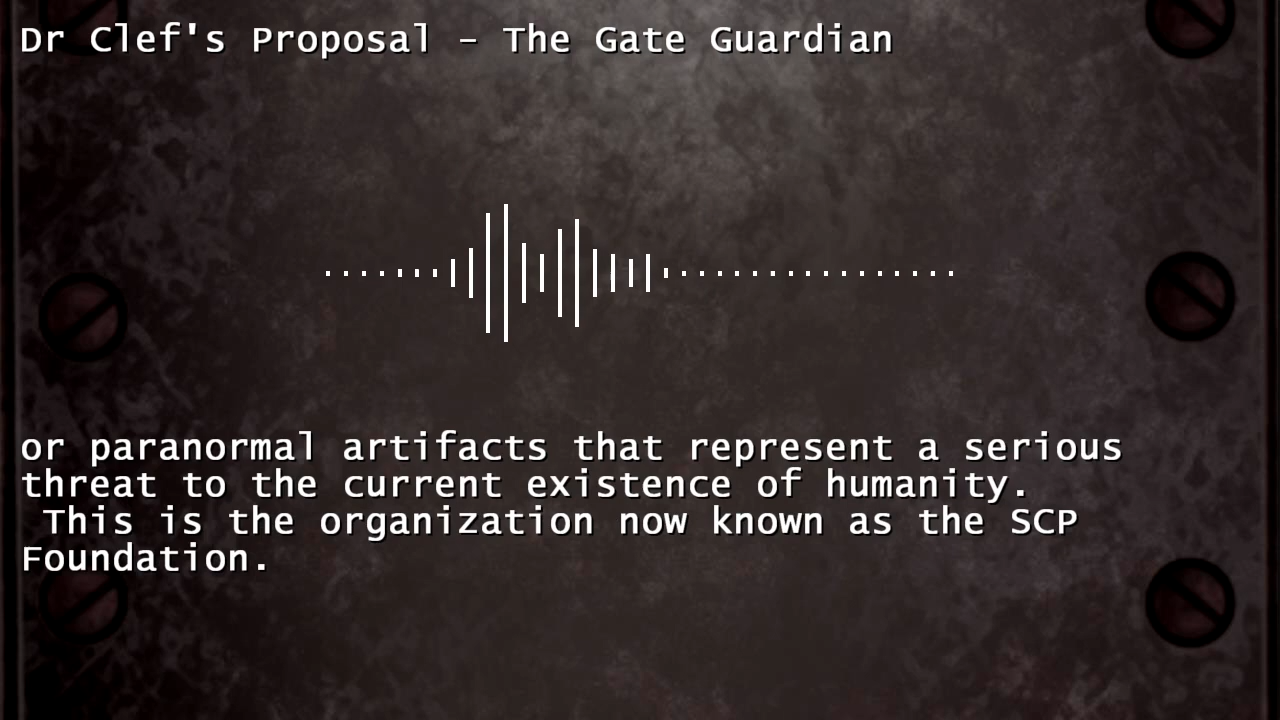 Dr Clef's Proposal – The Gate Guardian
or paranormal artifacts that represent a serious
threat to the current existence of humanity.
This is the organization now known as the SCP
Foundation.